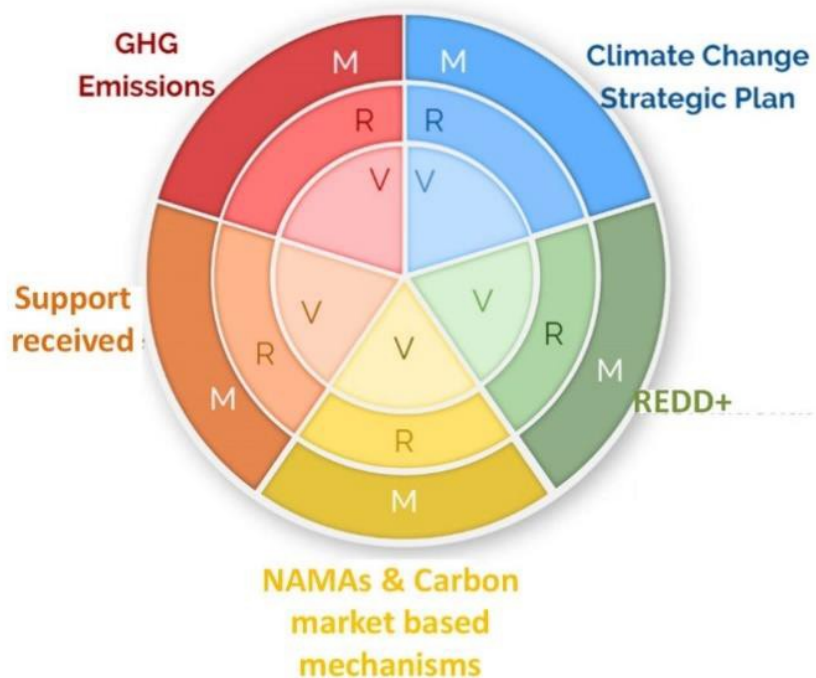 GHG
Emissions
Climate Change
Strategic Plan
M
M
R
R
V
V
Support
received
V
V
V
R
R
M
M
REDD+
R
M
NAMAs & Carbon
market based
mechanisms